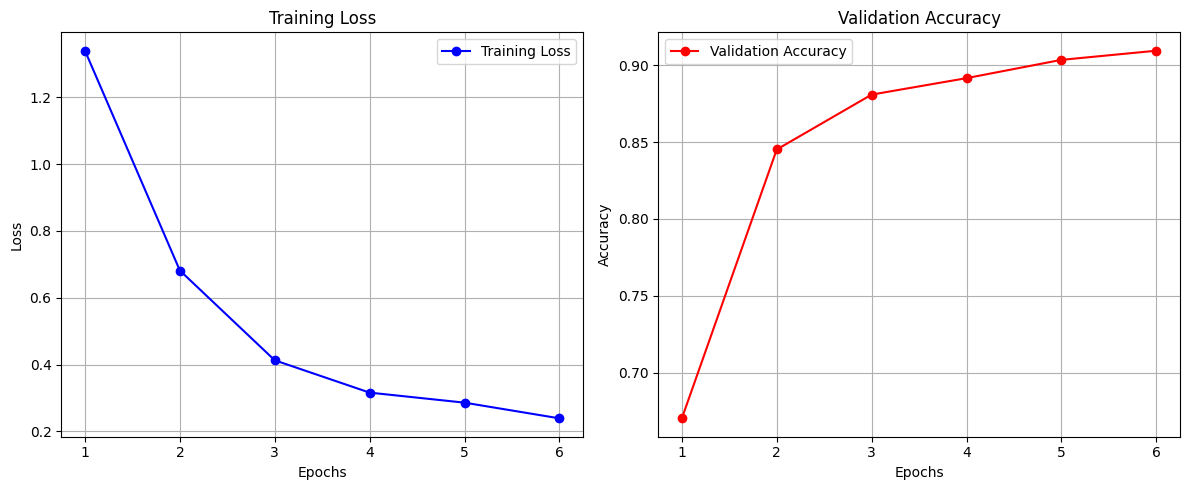 Training Loss
Training Loss
1.2
1.0
0.8
0.6
0.4
0.2
Loss
1 2 3 4 5 6
Epochs
Validation Accuracy
Validation Accuracy
0.90
0.85
0.80
0.75
0.70
Accuracy
1 2 3 4 5 6
Epochs